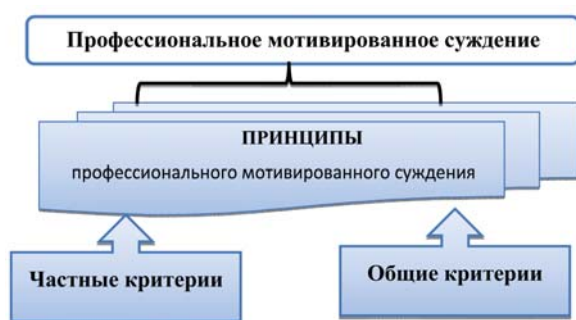 Профессиональное мотивированное суждение
ПРИНЦИПЫ
профессионального мотивированного суждения
Частные критерии
Общие критерии